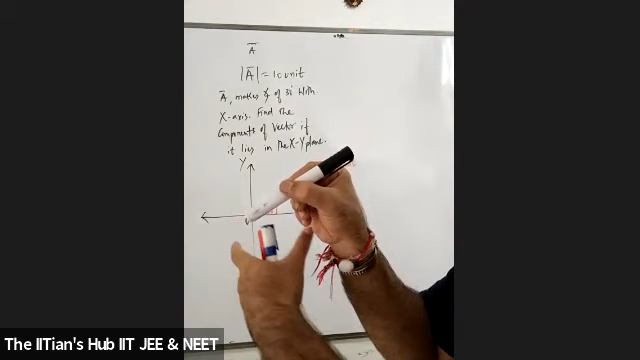 A̅
|A̅| = 10 unit
A̅, makes ∡ of 30° With
X-axis. Find the
Components of Vector if
it lies in the X-Y plane.
Y
The IITian's Hub IIT JEE & NEET